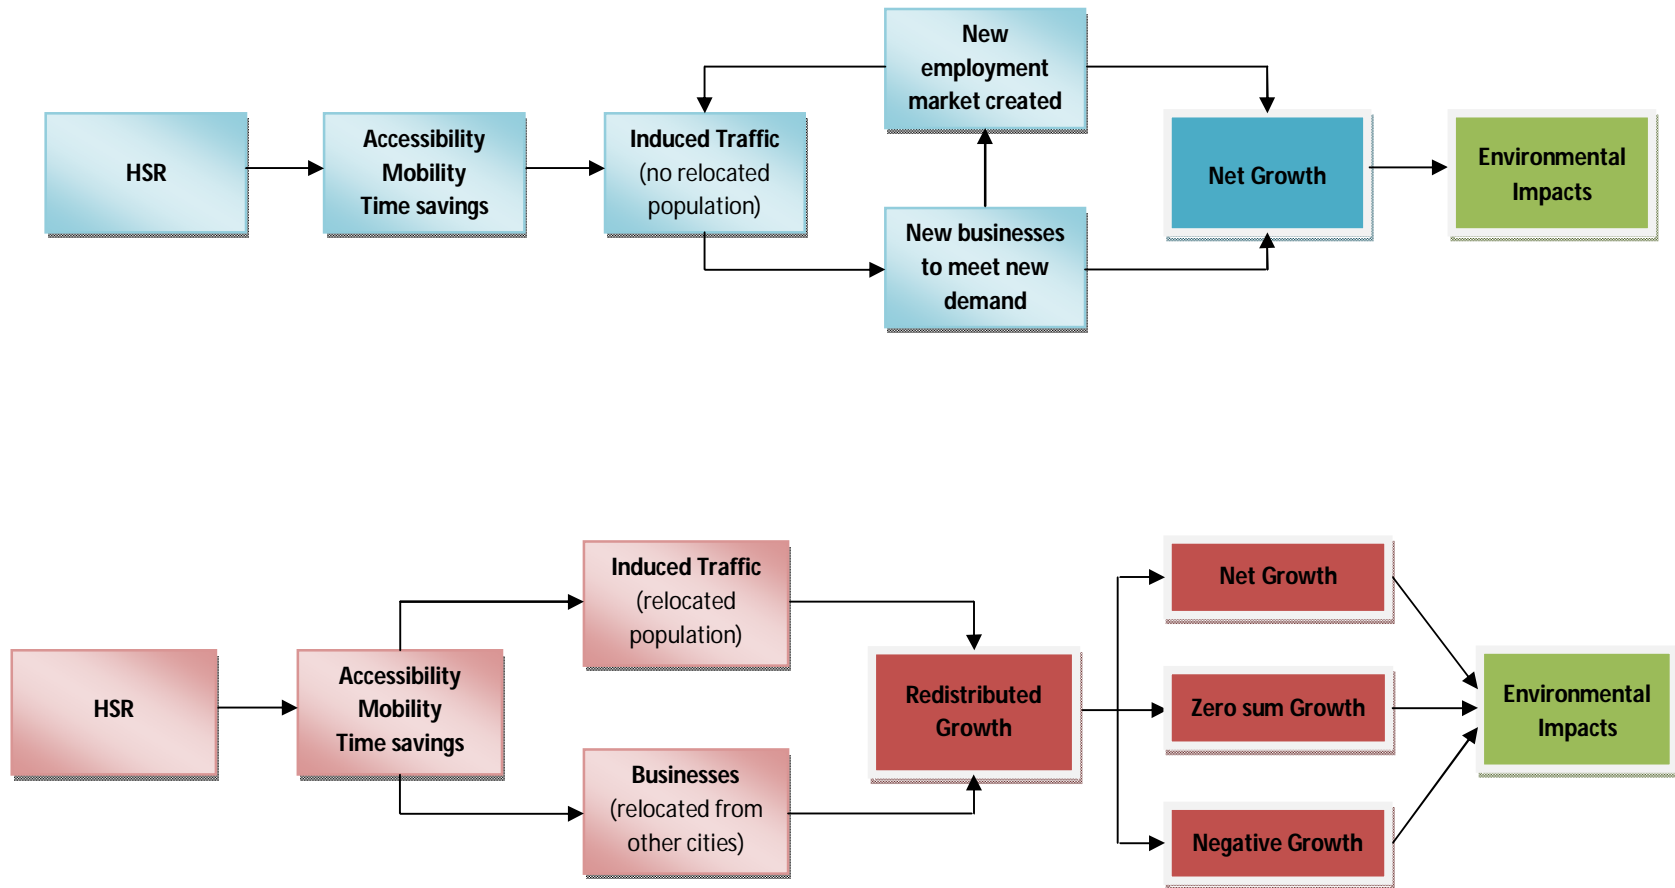 HSR
Accessibility
Mobility
Time savings
Induced Traffic
(no relocated
population)
New
employment
market created
New businesses
to meet new
demand
Net Growth
Environmental
Impacts
HSR
Accessibility
Mobility
Time savings
Induced Traffic
(relocated
population)
Businesses
(relocated from
other cities)
Redistributed
Growth
Net Growth
Zero sum Growth
Negative Growth
Environmental
Impacts